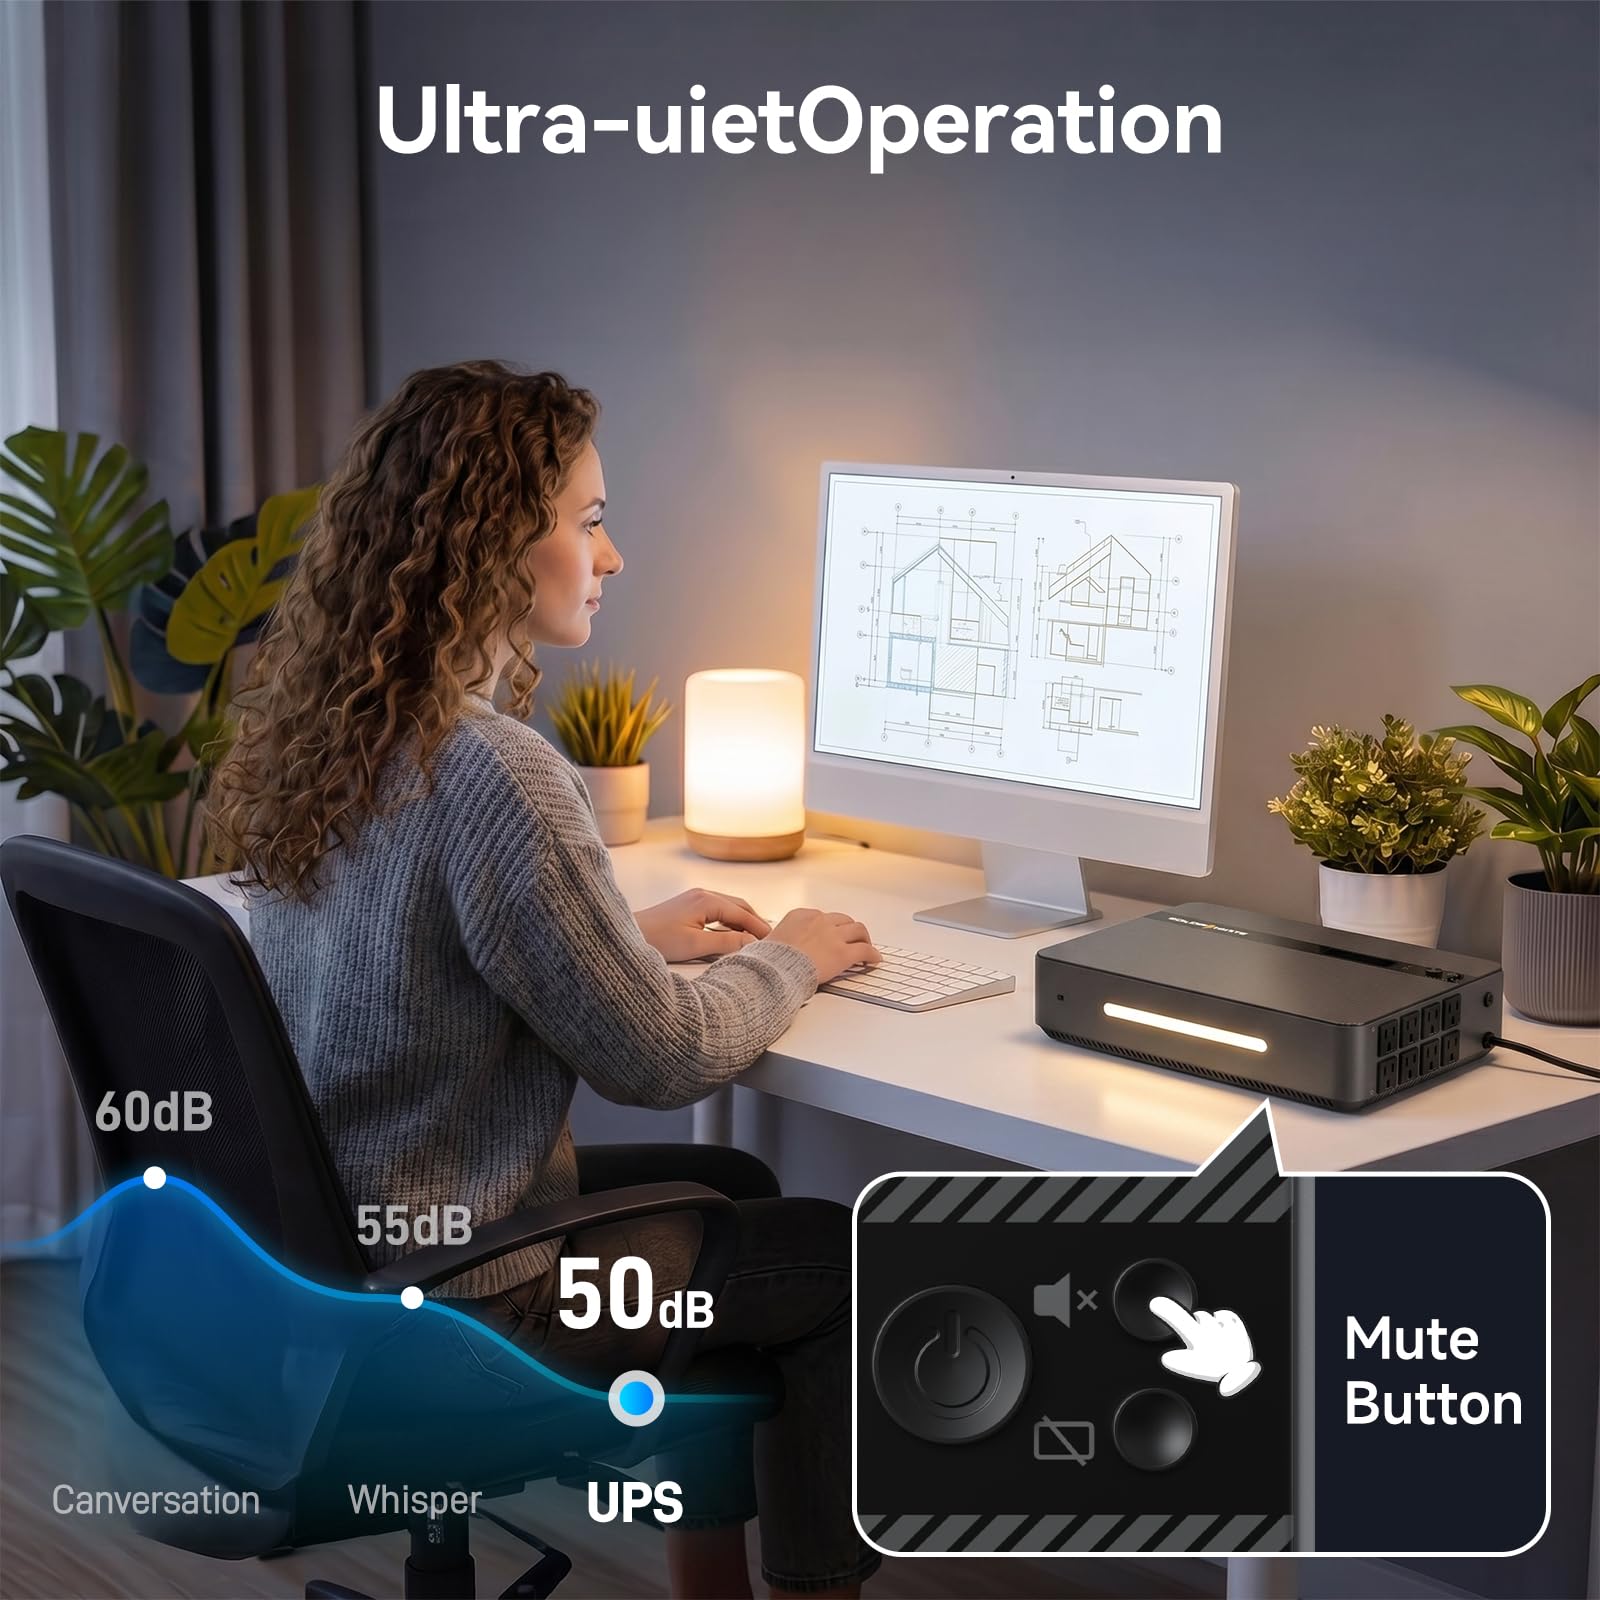 Ultra-uietOperation
60dB
55dB
50dB
Canversation
Whisper
UPS
Mute
Button